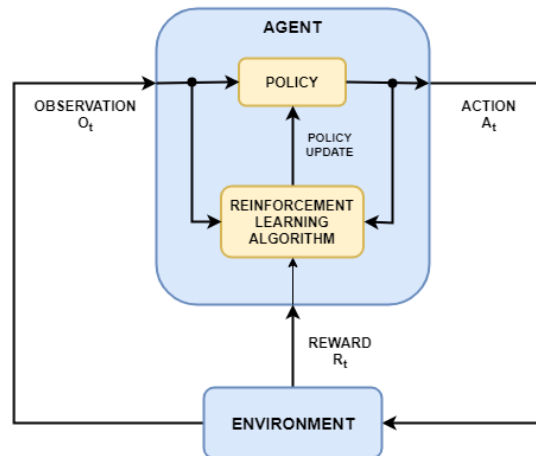 AGENT
POLICY
OBSERVATION
Ot
ACTION
At
POLICY
UPDATE
REINFORCEMENT
LEARNING
ALGORITHM
REWARD
Rt
ENVIRONMENT